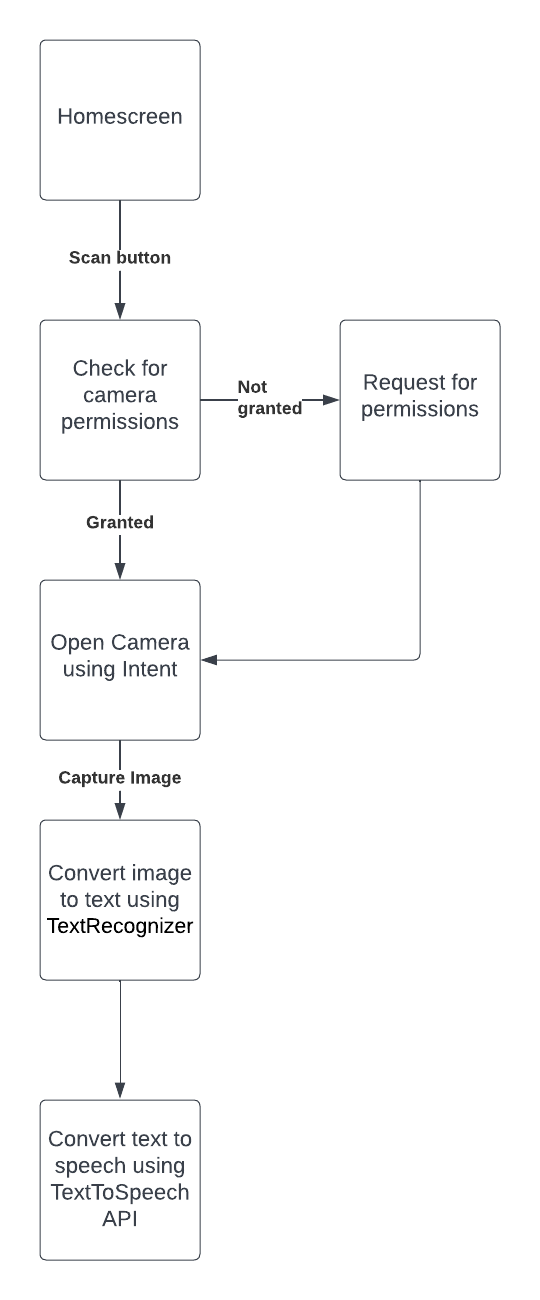 Homescreen
Scan button
Check for
camera
permissions
Not
granted
Request for
permissions
Granted
Open Camera
using Intent
Capture Image
Convert image
to text using
TextRecognizer
Convert text to
speech using
TextToSpeech
API